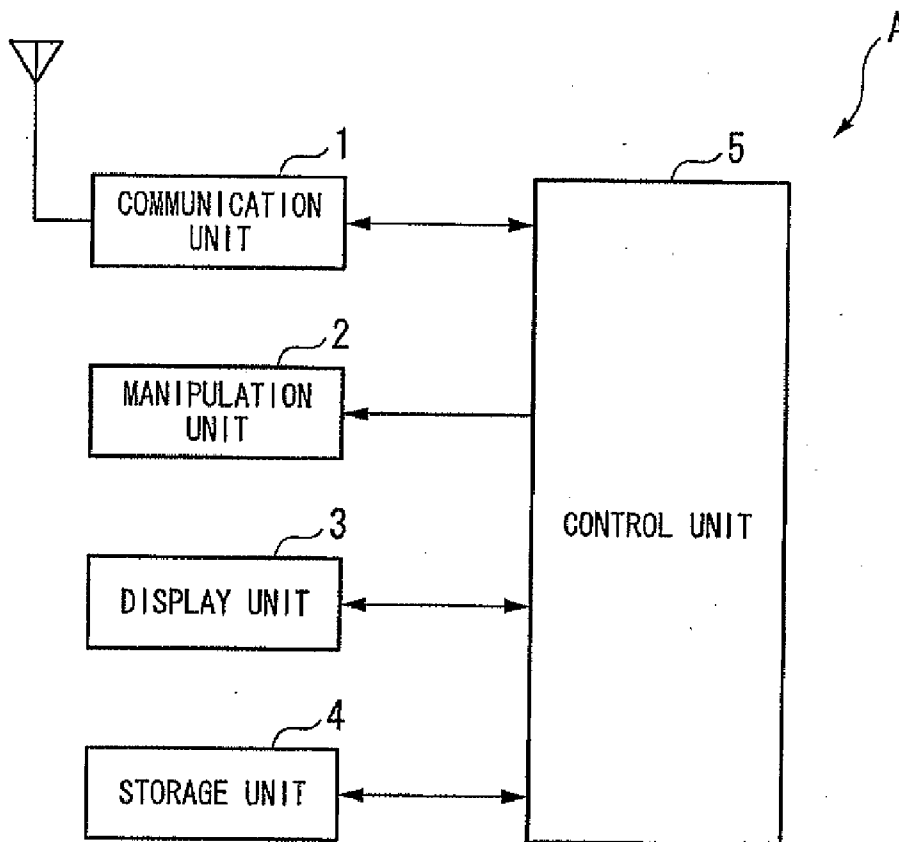 A
1
COMMUNICATION
UNIT
5
2
MANIPULATION
UNIT
CONTROL UNIT
3
DISPLAY UNIT
4
STORAGE UNIT